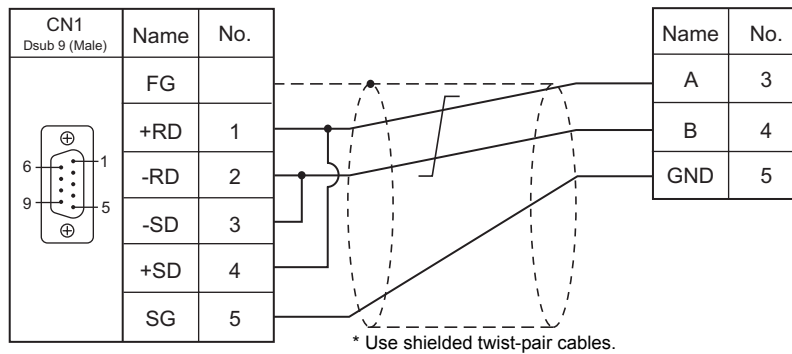 CN1
Dsub 9 (Male)
Name No.
FG
+RD 1
-RD 2
-SD 3
+SD 4
SG 5
6 1
9 5
Name No.
A 3
B 4
GND 5
* Use shielded twist-pair cables.